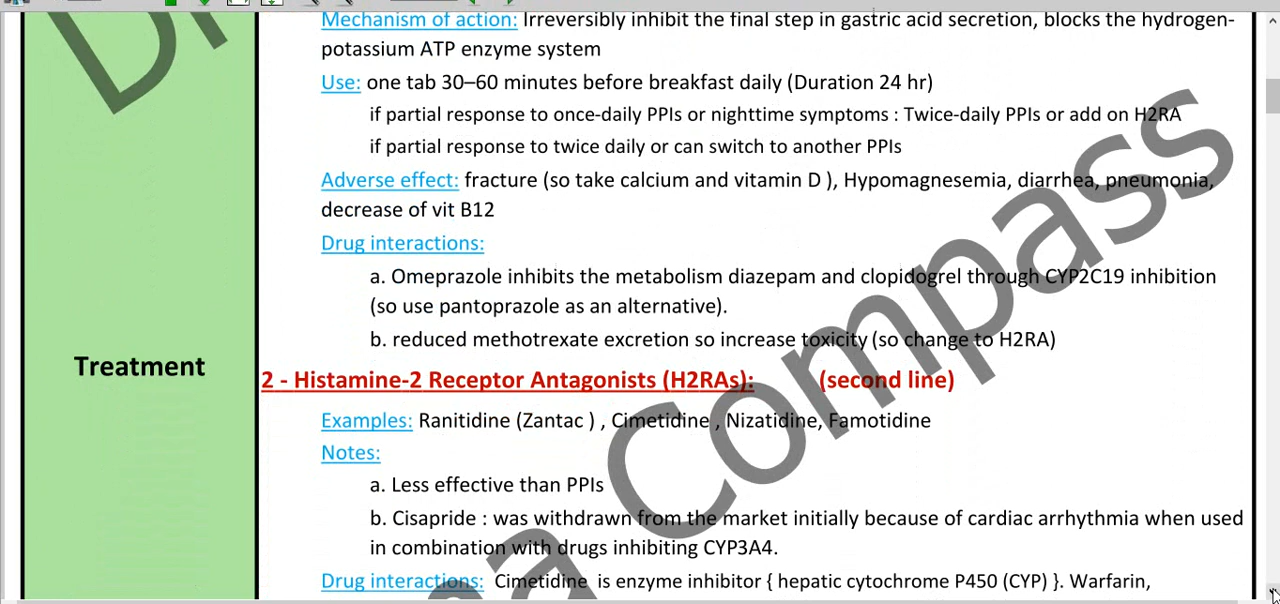 Mechanism of action: Irreversibly inhibit the final step in gastric acid secretion, blocks the hydrogen-
potassium ATP enzyme system
Use: one tab 30–60 minutes before breakfast daily (Duration 24 hr)
if partial response to once-daily PPIs or nighttime symptoms : Twice-daily PPIs or add on H2RA
if partial response to twice daily or can switch to another PPIs
Adverse effect: fracture (so take calcium and vitamin D ), Hypomagnesemia, diarrhea, pneumonia,
decrease of vit B12
Drug interactions:
a. Omeprazole inhibits the metabolism diazepam and clopidogrel through CYP2C19 inhibition
(so use pantoprazole as an alternative).
b. reduced methotrexate excretion so increase toxicity (so change to H2RA)
Treatment
2 - Histamine-2 Receptor Antagonists (H2RAs): (second line)
Examples: Ranitidine (Zantac ) , Cimetidine , Nizatidine, Famotidine
Notes:
a. Less effective than PPIs
b. Cisapride : was withdrawn from the market initially because of cardiac arrhythmia when used
in combination with drugs inhibiting CYP3A4.
Drug interactions: Cimetidine is enzyme inhibitor { hepatic cytochrome P450 (CYP) }. Warfarin,
Compass